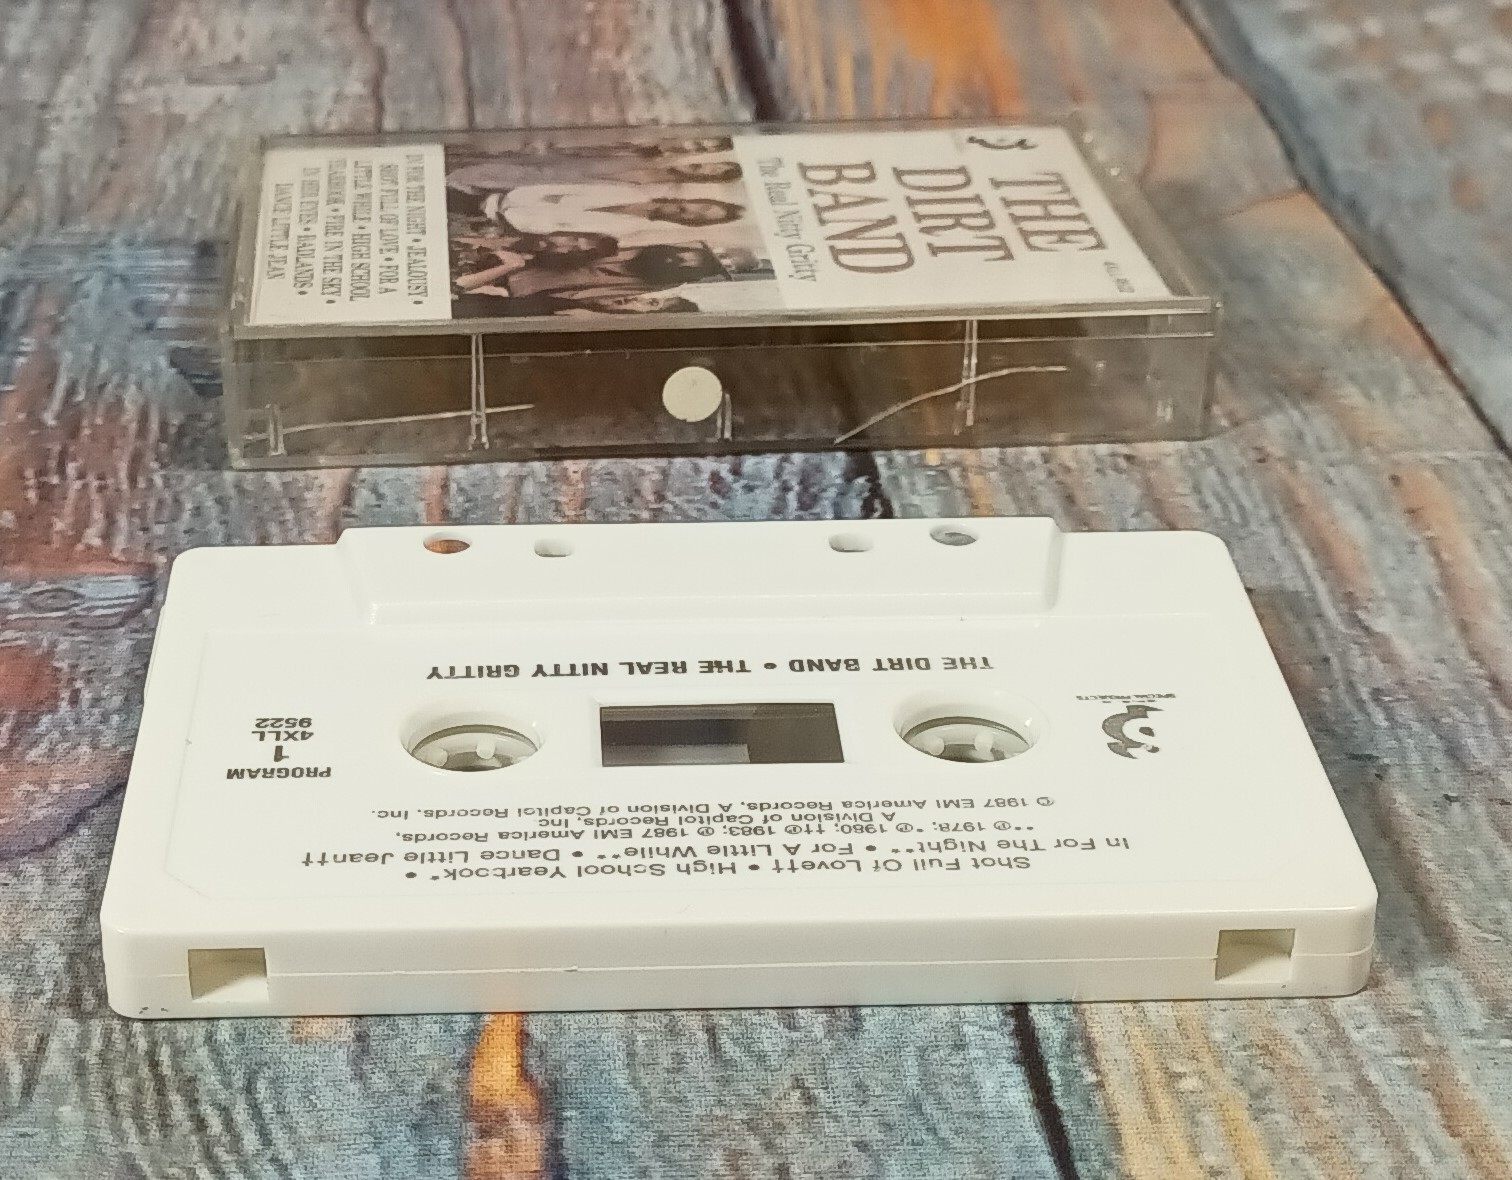 THE
DIRT
BAND
The Real Nitty Gritty
IN FOR THE NIGHT • JEALOUSY •
SHOT FULL OF LOVE • FOR A
LITTLE WHILE • HIGH SCHOOL
YEARBOOK • FIRE IN THE SKY •
IN HER EYES • BADLANDS •
DANCE LITTLE JEAN
Shot Full Of Love†† • High School Yearbook* •
In For The Night** • For A Little While** • Dance Little Jean††
**℗ 1978; *℗ 1980; ††℗ 1983; ℗ 1987 EMI America Records,
A Division of Capitol Records, Inc.
© 1987 EMI America Records, A Division of Capitol Records, Inc.
PROGRAM
1
4XLL
9522
SPECIAL PROJECTS
THE DIRT BAND • THE REAL NITTY GRITTY